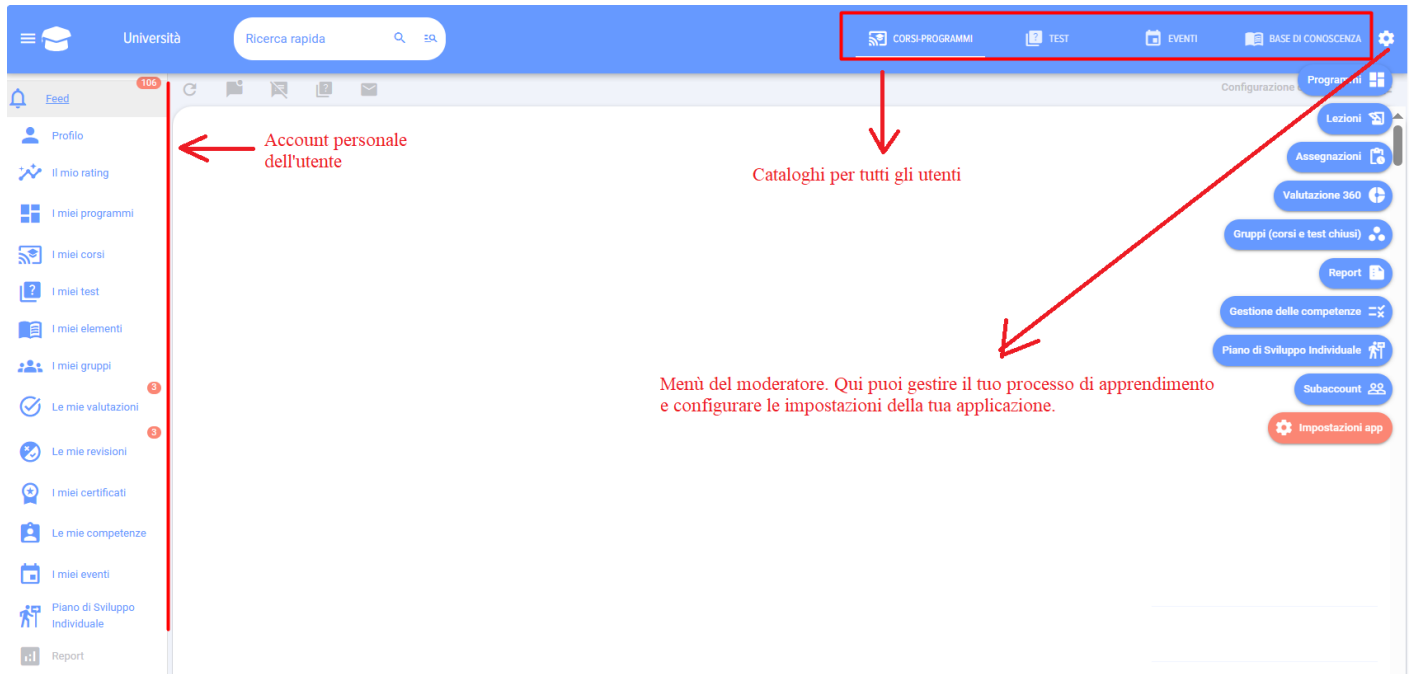 Università
Ricerca rapida
CORSI-PROGRAMMI
TEST
EVENTI
BASE DI CONOSCENZA
106
Feed
Profilo
Il mio rating
I miei programmi
I miei corsi
I miei test
I miei elementi
I miei gruppi
3
Le mie valutazioni
3
Le mie revisioni
I miei certificati
Le mie competenze
I miei eventi
Piano di Sviluppo
Individuale
Report
Account personale
dell'utente
Cataloghi per tutti gli utenti
Menù del moderatore. Qui puoi gestire il tuo processo di apprendimento
e configurare le impostazioni della tua applicazione.
Configurazione
Programmi
Lezioni
Assegnazioni
Valutazione 360
Gruppi (corsi e test chiusi)
Report
Gestione delle competenze
Piano di Sviluppo Individuale
Subaccount
Impostazioni app